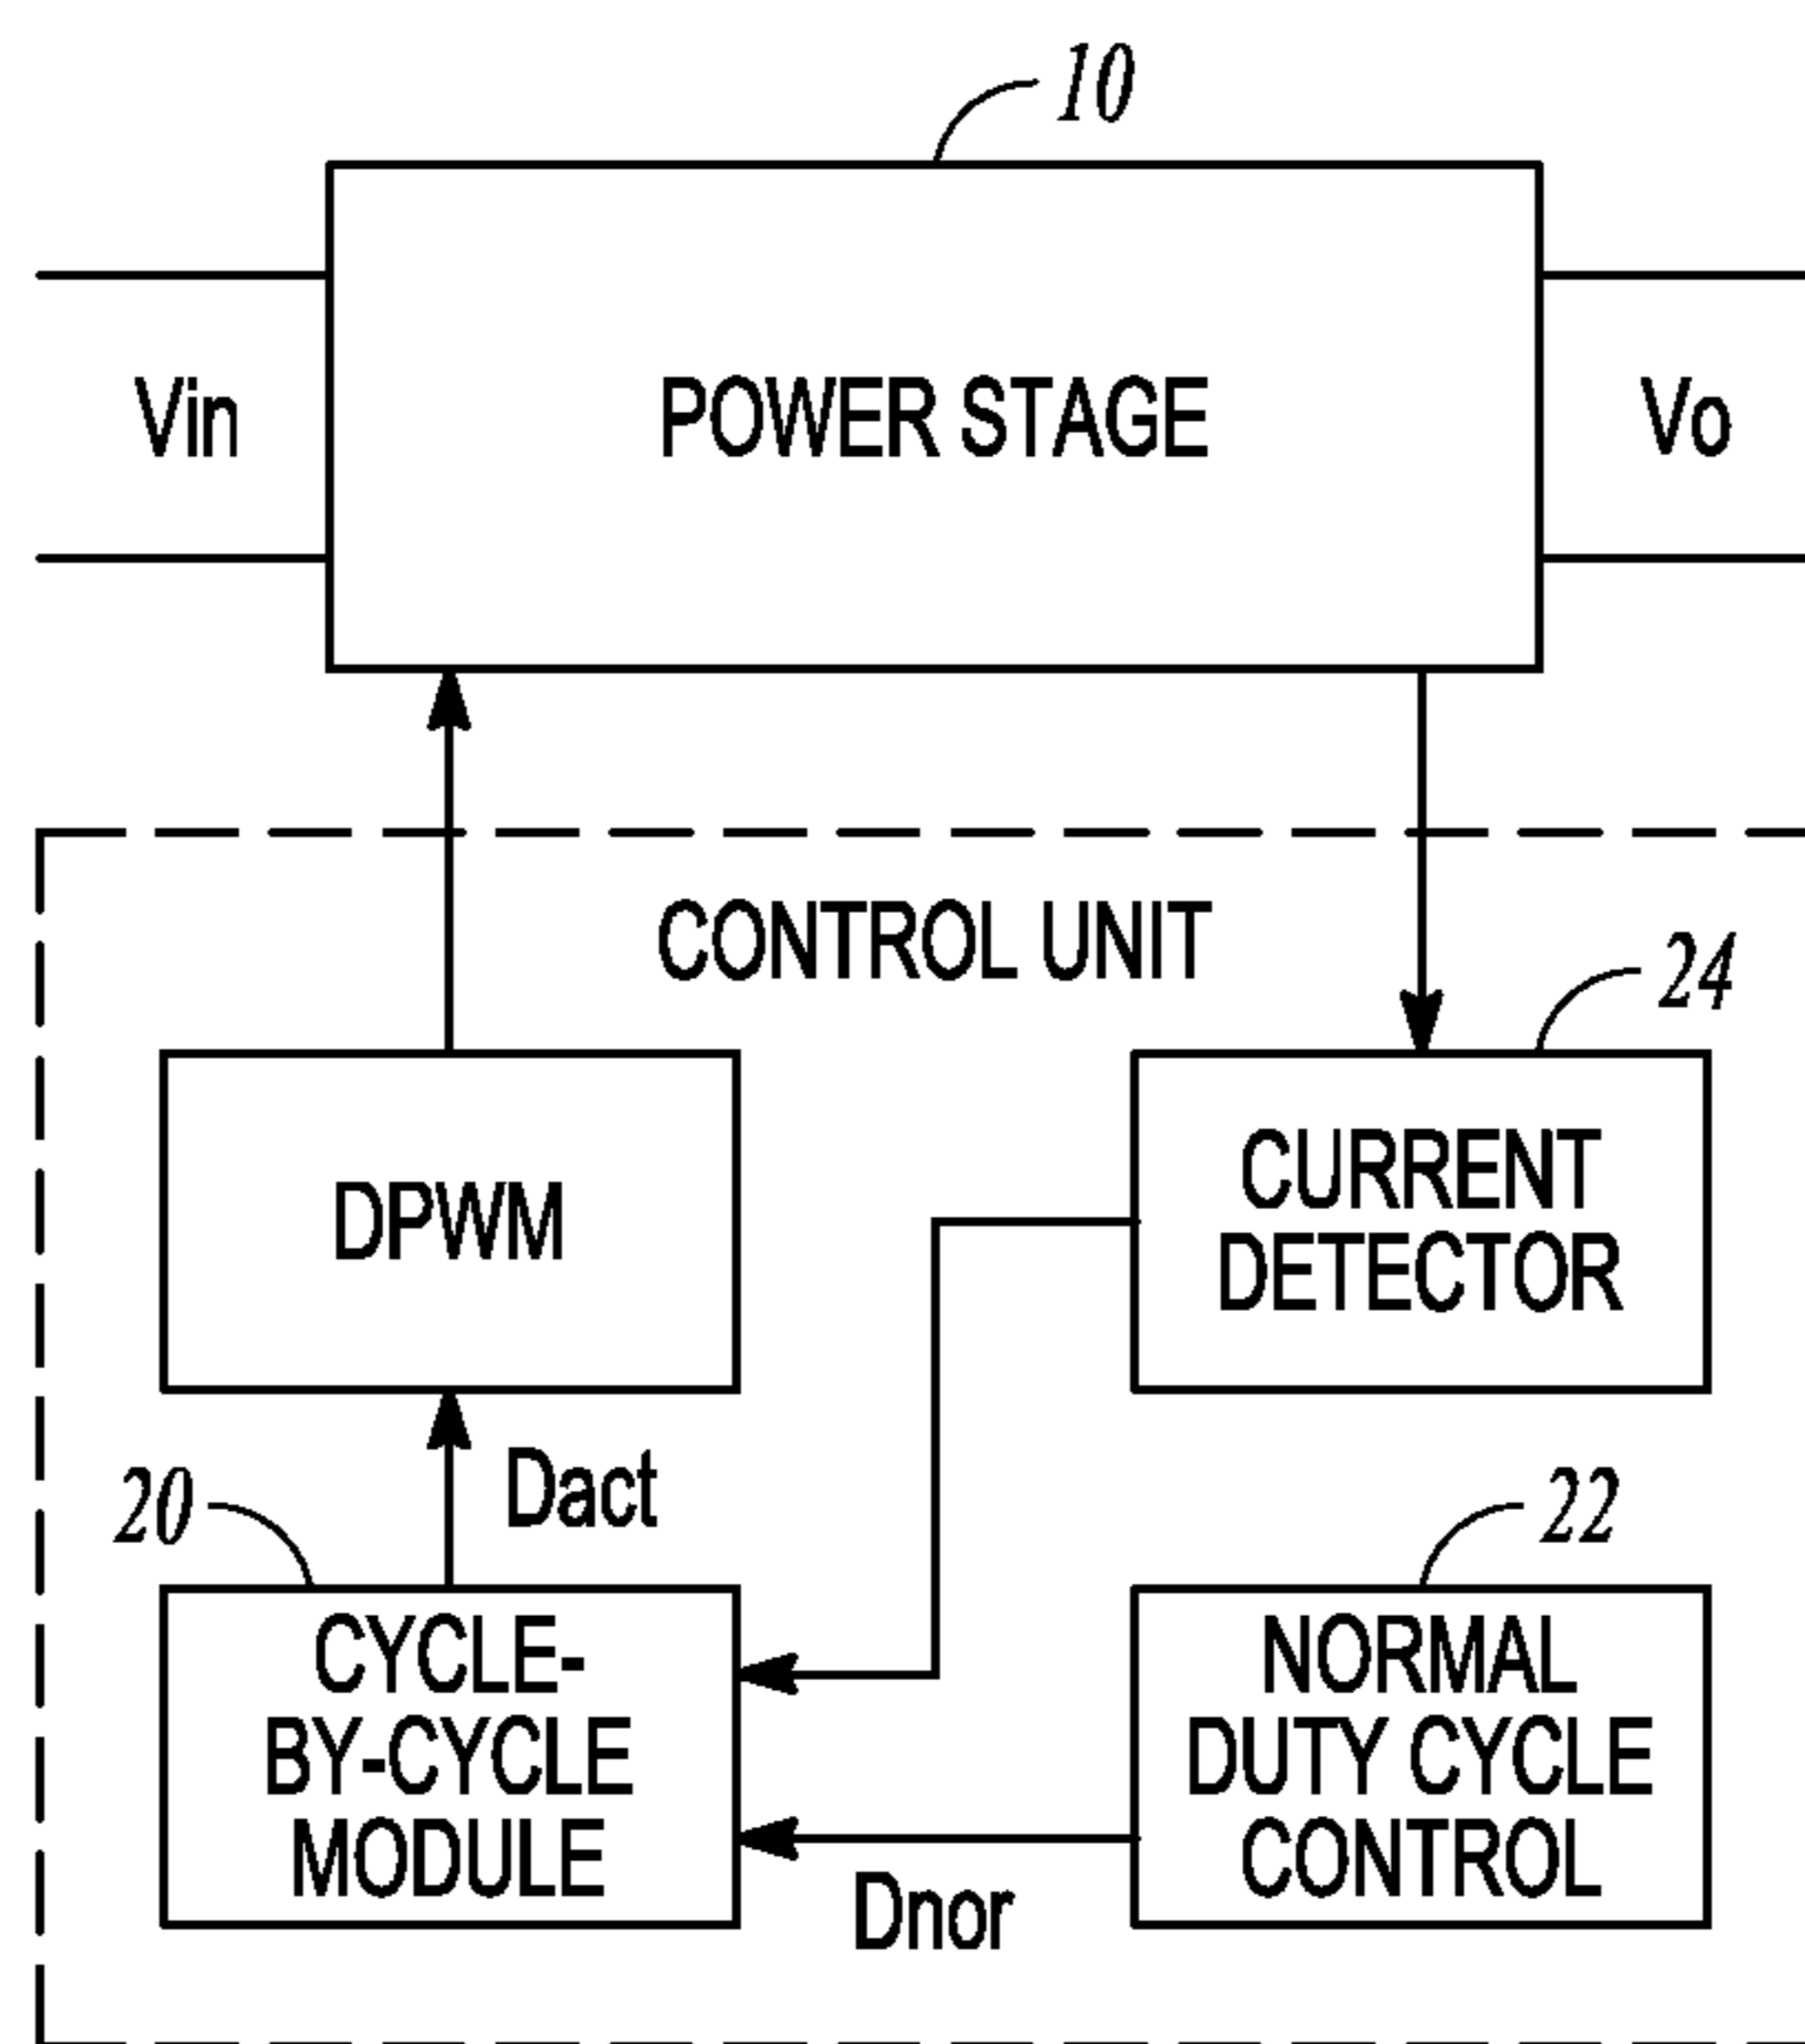 10
Vin
POWER STAGE
Vo
CONTROL UNIT
24
DPWM
CURRENT
DETECTOR
Dact
20
22
CYCLE-
BY-CYCLE
MODULE
NORMAL
DUTY CYCLE
CONTROL
Dnor